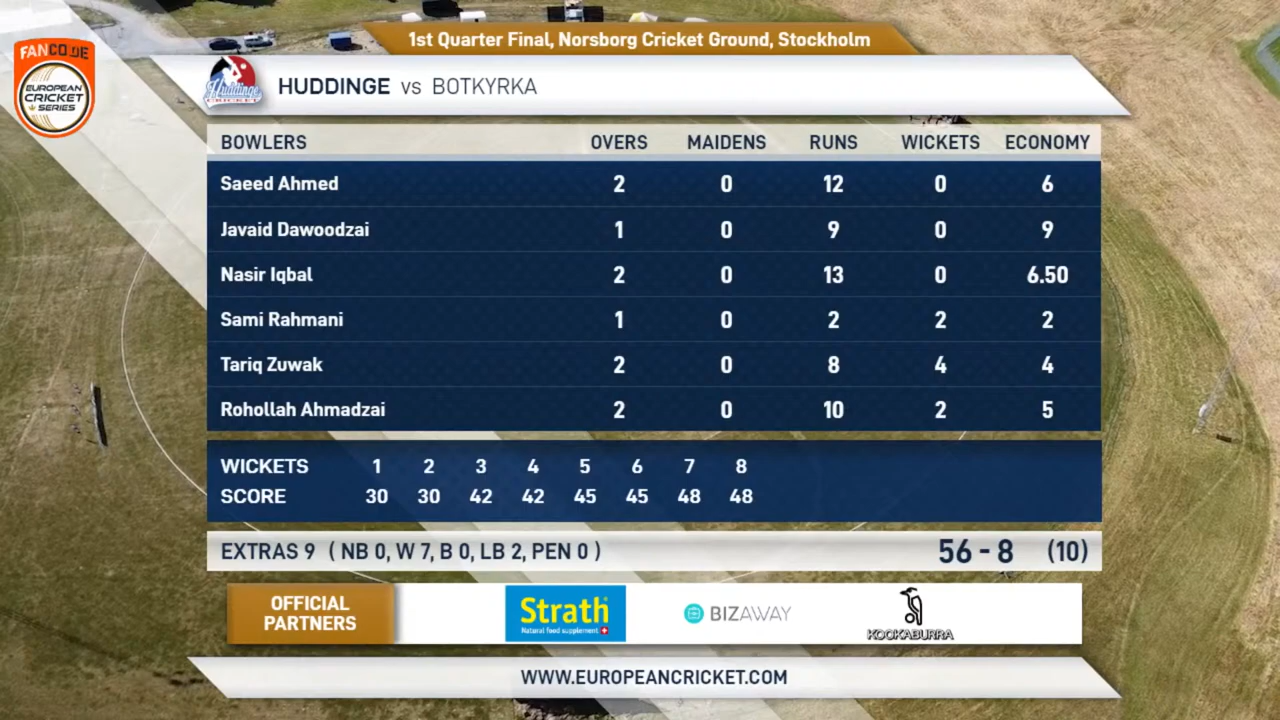 1st Quarter Final, Norsborg Cricket Ground, Stockholm
FANCODE
EUROPEAN
CRICKET
SERIES
Huddinge
CRICKET
HUDDINGE vs BOTKYRKA
BOWLERS OVERS MAIDENS RUNS WICKETS ECONOMY
Saeed Ahmed 2 0 12 0 6
Javaid Dawoodzai 1 0 9 0 9
Nasir Iqbal 2 0 13 0 6.50
Sami Rahmani 1 0 2 2 2
Tariq Zuwak 2 0 8 4 4
Rohollah Ahmadzai 2 0 10 2 5
WICKETS 1 2 3 4 5 6 7 8
SCORE 30 30 42 42 45 45 48 48
EXTRAS 9 ( NB 0, W 7, B 0, LB 2, PEN 0 ) 56 - 8 (10)
OFFICIAL
PARTNERS
Strath
Natural food supplement
BIZAWAY
KOOKABURRA
WWW.EUROPEANCRICKET.COM